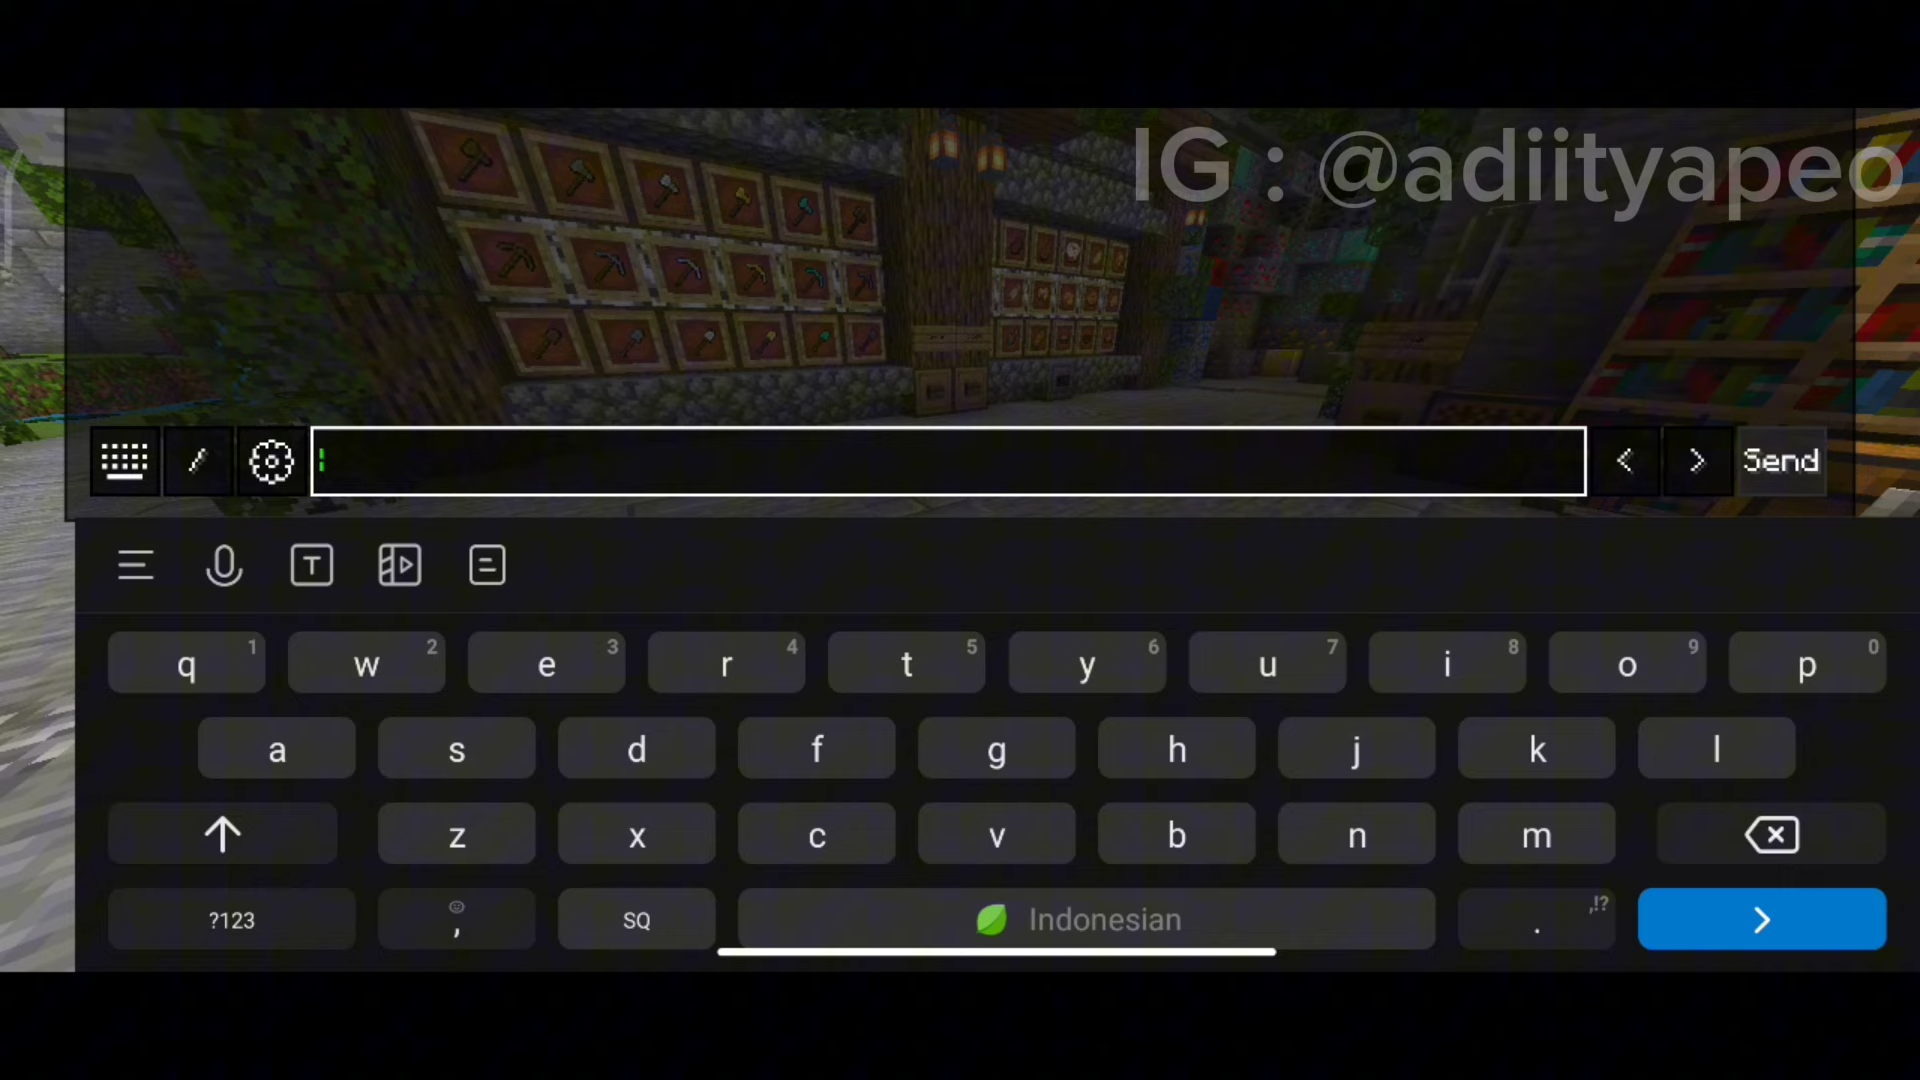 IG : @adiityapeo
/
< > Send
T
q 1 w 2 e 3 r 4 t 5 y 6 u 7 i 8 o 9 p 0
a s d f g h j k l
z x c v b n m
?123 , SQ Indonesian . ,!?